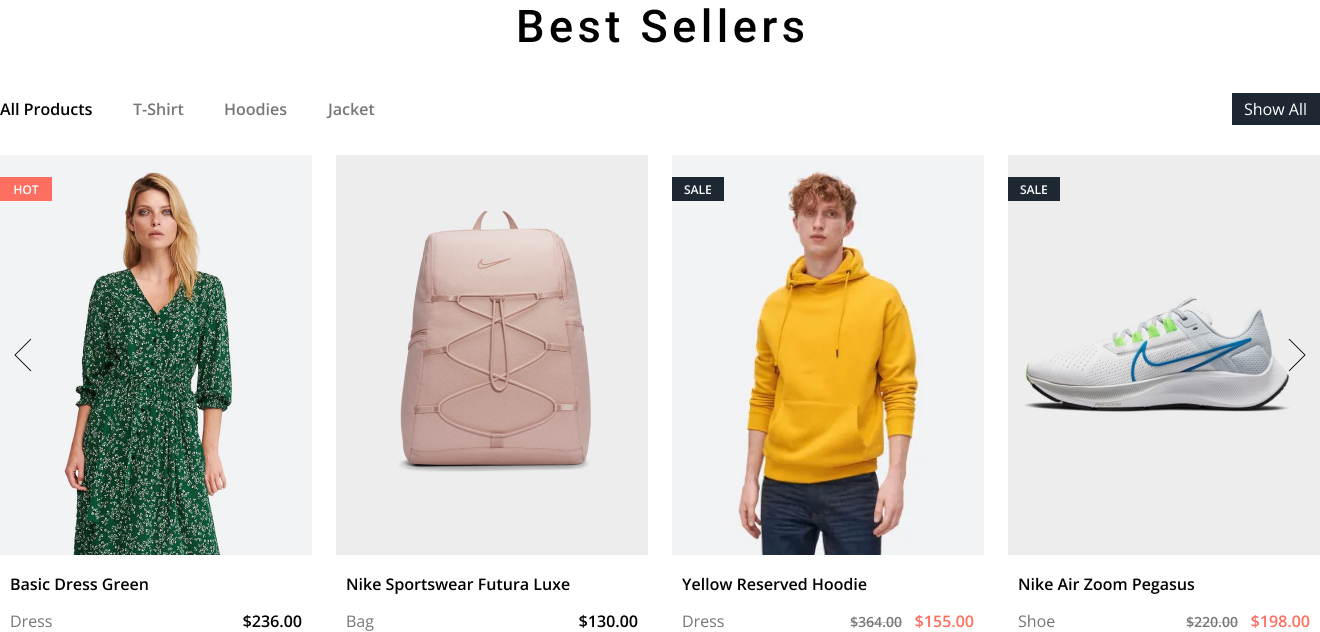 Best Sellers
All Products T-Shirt Hoodies Jacket Show All
HOT
SALE
SALE
Basic Dress Green
Dress $236.00
Nike Sportswear Futura Luxe
Bag $130.00
Yellow Reserved Hoodie
Dress $364.00 $155.00
Nike Air Zoom Pegasus
Shoe $220.00 $198.00